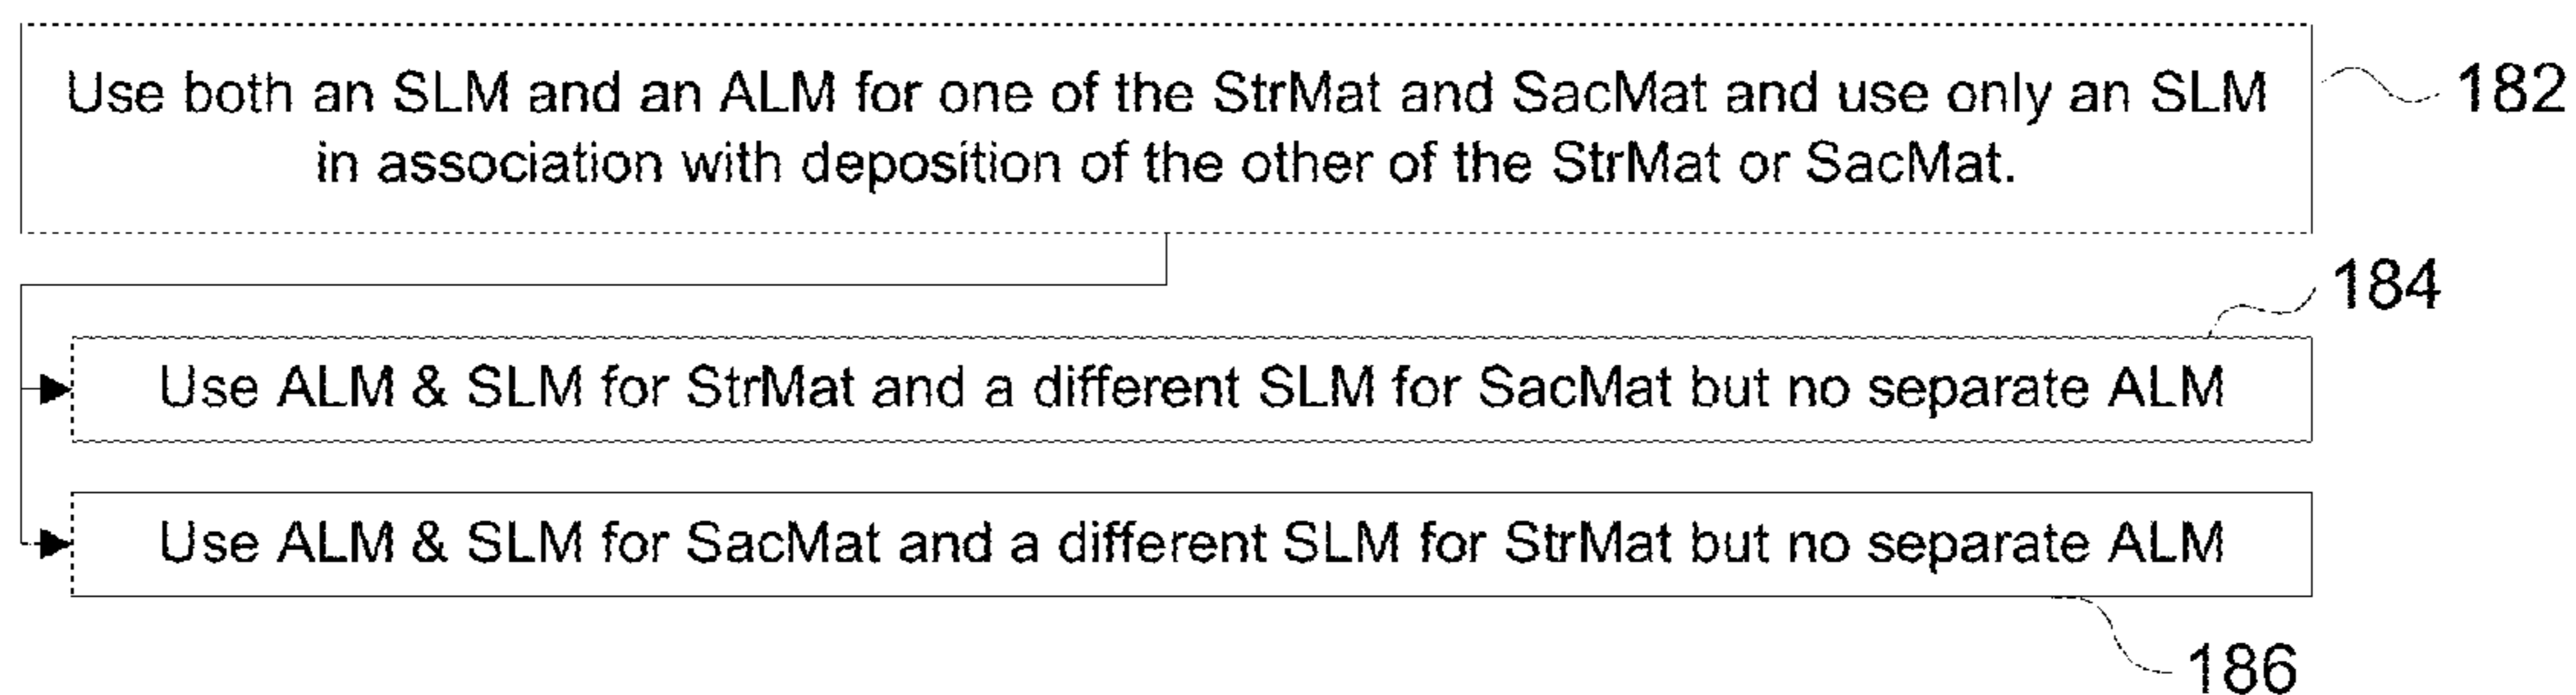 Use both an SLM and an ALM for one of the StrMat and SacMat and use only an SLM
in association with deposition of the other of the StrMat or SacMat.
182
184
Use ALM & SLM for StrMat and a different SLM for SacMat but no separate ALM
Use ALM & SLM for SacMat and a different SLM for StrMat but no separate ALM
186